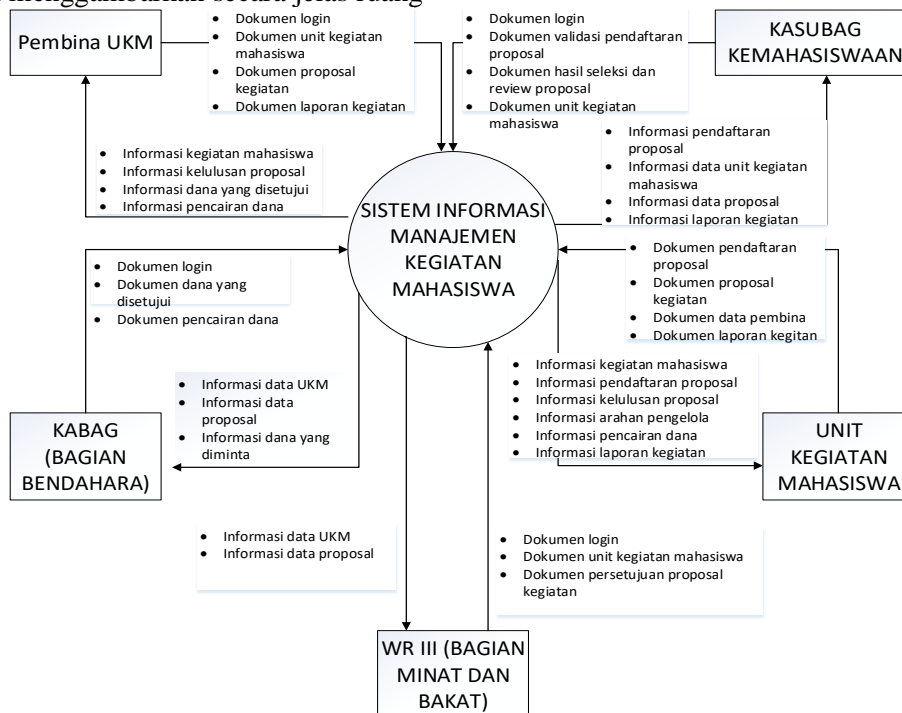 menggambarkan secara jelas ruang
Pembina UKM
• Dokumen login
• Dokumen unit kegiatan
mahasiswa
• Dokumen proposal
kegiatan
• Dokumen laporan kegiatan
• Dokumen login
• Dokumen validasi pendaftaran
proposal
• Dokumen hasil seleksi dan
review proposal
• Dokumen unit kegiatan
mahasiswa
KASUBAG
KEMAHASISWAAN
• Informasi kegiatan mahasiswa
• Informasi kelulusan proposal
• Informasi dana yang disetujui
• Informasi pencairan dana
• Informasi pendaftaran
proposal
• Informasi data unit kegiatan
mahasiswa
• Informasi data proposal
• Informasi laporan kegiatan
SISTEM INFORMASI
MANAJEMEN
KEGIATAN
MAHASISWA
• Dokumen login
• Dokumen dana yang
disetujui
• Dokumen pencairan dana
• Dokumen pendaftaran
proposal
• Dokumen proposal
kegiatan
• Dokumen data pembina
• Dokumen laporan kegitan
• Informasi data UKM
• Informasi data
proposal
• Informasi dana yang
diminta
• Informasi kegiatan mahasiswa
• Informasi pendaftaran proposal
• Informasi kelulusan proposal
• Informasi arahan pengelola
• Informasi pencairan dana
• Informasi laporan kegiatan
KABAG
(BAGIAN
BENDAHARA)
UNIT
KEGIATAN
MAHASISWA
• Informasi data UKM
• Informasi data proposal
• Dokumen login
• Dokumen unit kegiatan mahasiswa
• Dokumen persetujuan proposal
kegiatan
WR III (BAGIAN
MINAT DAN
BAKAT)